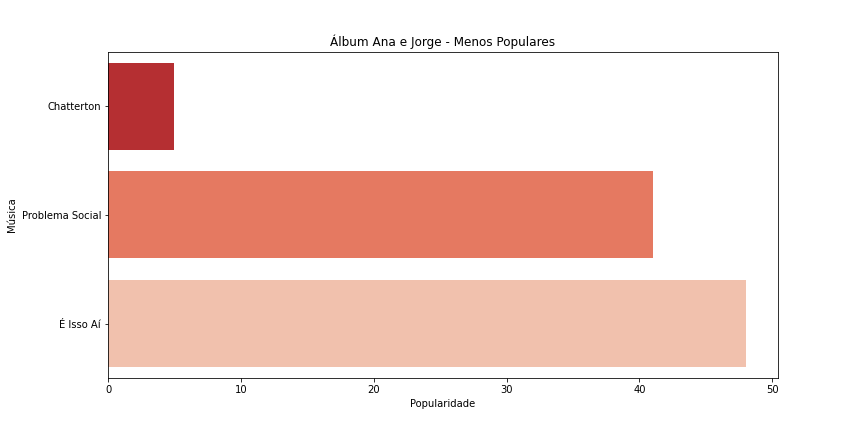 Álbum Ana e Jorge - Menos Populares
Música
Chatterton
Problema Social
É Isso Aí
0 10 20 30 40 50
Popularidade